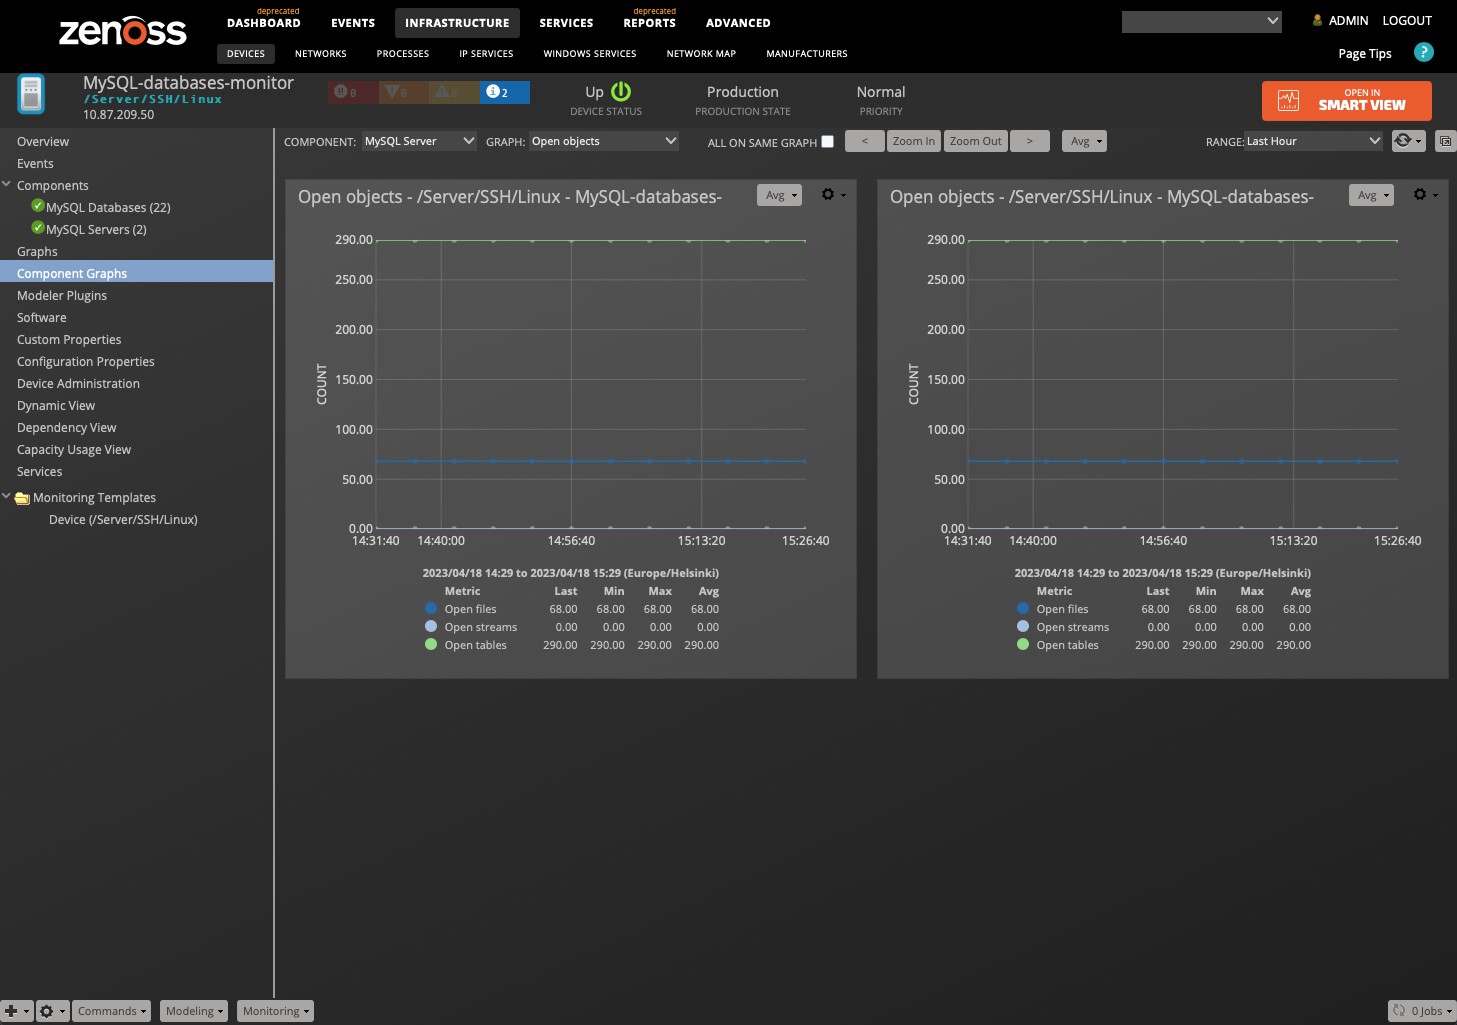 zenoss
deprecated
DASHBOARD
EVENTS
INFRASTRUCTURE
SERVICES
deprecated
REPORTS
ADVANCED
ADMIN
LOGOUT
DEVICES
NETWORKS
PROCESSES
IP SERVICES
WINDOWS SERVICES
NETWORK MAP
MANUFACTURERS
Page Tips
?
MySQL-databases-monitor
/Server/SSH/Linux
10.87.209.50
0
0
0
2
Up
DEVICE STATUS
Production
PRODUCTION STATE
Normal
PRIORITY
OPEN IN
SMART VIEW
Overview
Events
Components
MySQL Databases (22)
MySQL Servers (2)
Graphs
Component Graphs
Modeler Plugins
Software
Custom Properties
Configuration Properties
Device Administration
Dynamic View
Dependency View
Capacity Usage View
Services
Monitoring Templates
Device (/Server/SSH/Linux)
COMPONENT: MySQL Server
GRAPH: Open objects
ALL ON SAME GRAPH
<
Zoom In
Zoom Out
>
Avg
RANGE: Last Hour
Open objects - /Server/SSH/Linux - MySQL-databases-
Avg
290.00
250.00
200.00
150.00
100.00
50.00
0.00
COUNT
14:31:40 14:40:00 14:56:40 15:13:20 15:26:40
2023/04/18 14:29 to 2023/04/18 15:29 (Europe/Helsinki)
Metric Last Min Max Avg
Open files 68.00 68.00 68.00 68.00
Open streams 0.00 0.00 0.00 0.00
Open tables 290.00 290.00 290.00 290.00
Open objects - /Server/SSH/Linux - MySQL-databases-
Avg
290.00
250.00
200.00
150.00
100.00
50.00
0.00
COUNT
14:31:40 14:40:00 14:56:40 15:13:20 15:26:40
2023/04/18 14:29 to 2023/04/18 15:29 (Europe/Helsinki)
Metric Last Min Max Avg
Open files 68.00 68.00 68.00 68.00
Open streams 0.00 0.00 0.00 0.00
Open tables 290.00 290.00 290.00 290.00
Commands
Modeling
Monitoring
0 Jobs